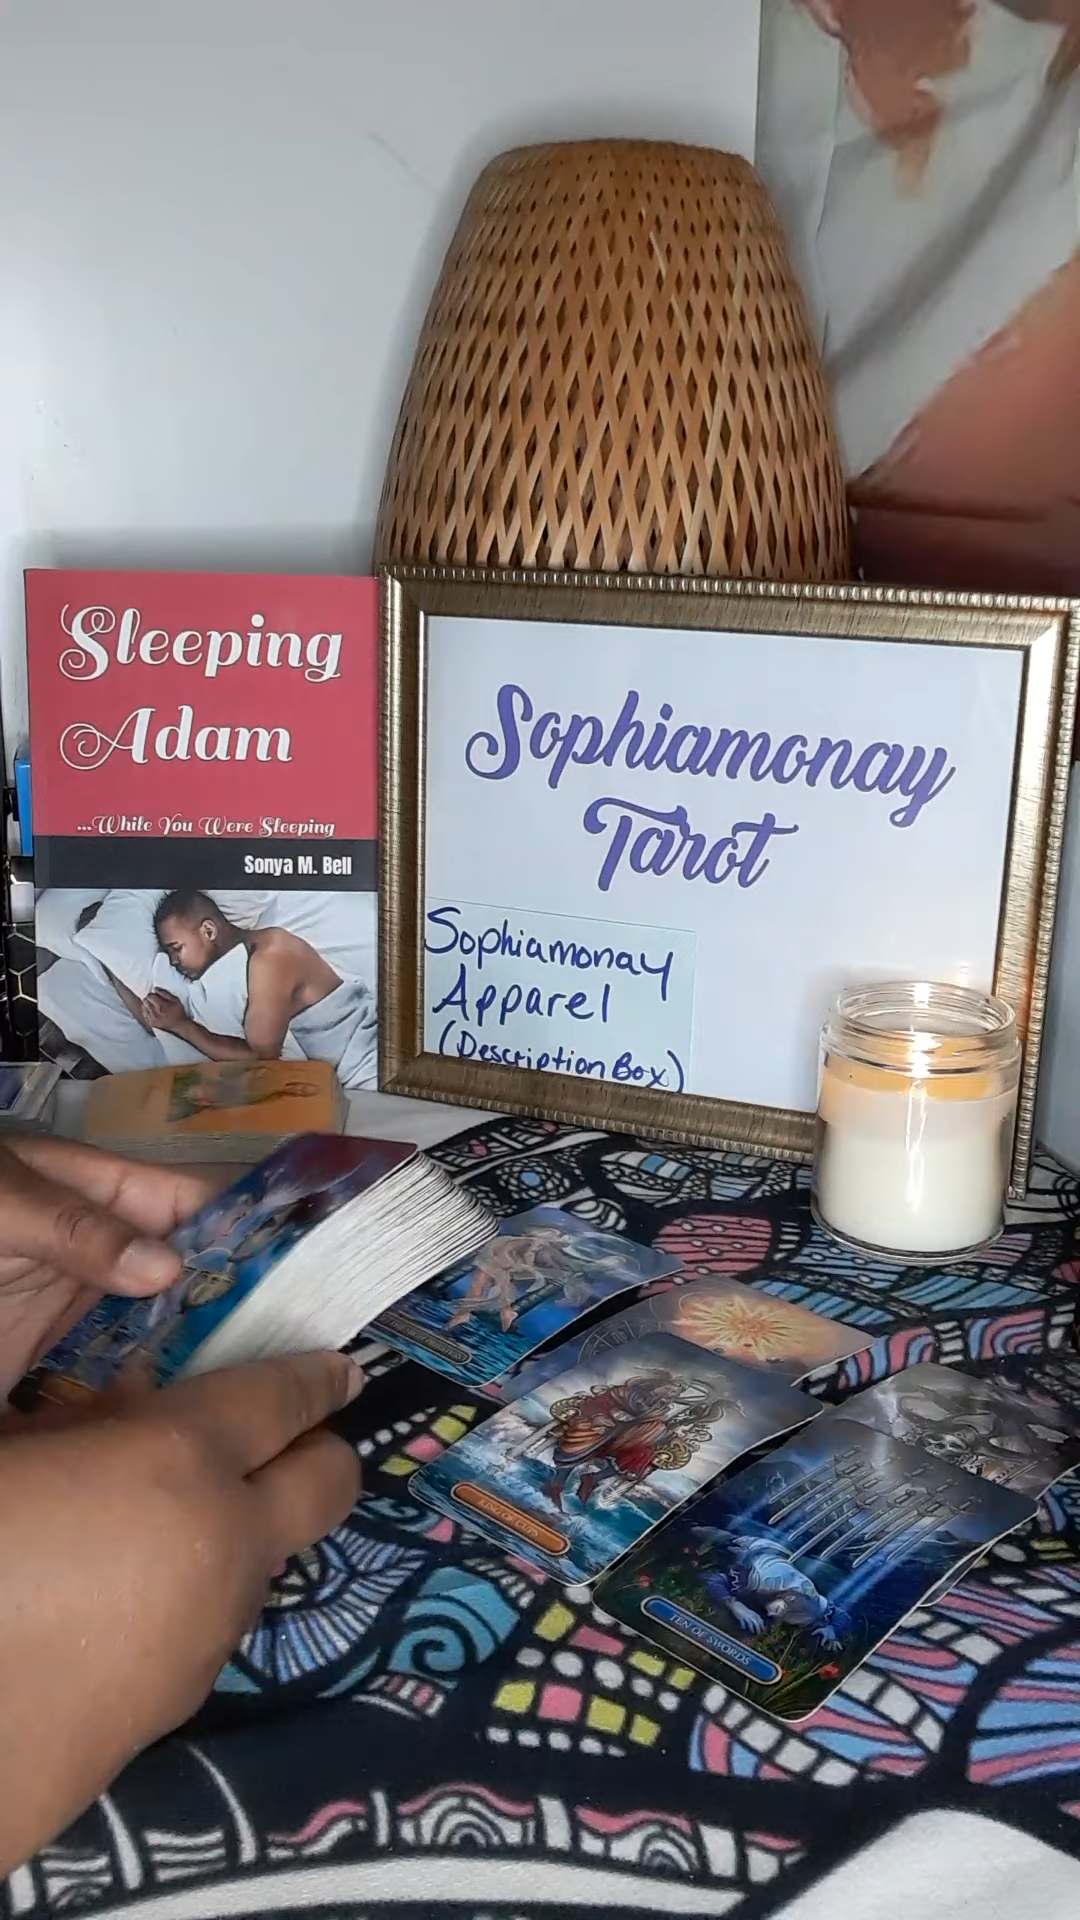 Sleeping
Adam
...While You Were Sleeping
Sonya M. Bell
Sophiamonay
Tarot
Sophiamonay
Apparel
(Description Box)
KING OF CUPS
TEN OF SWORDS